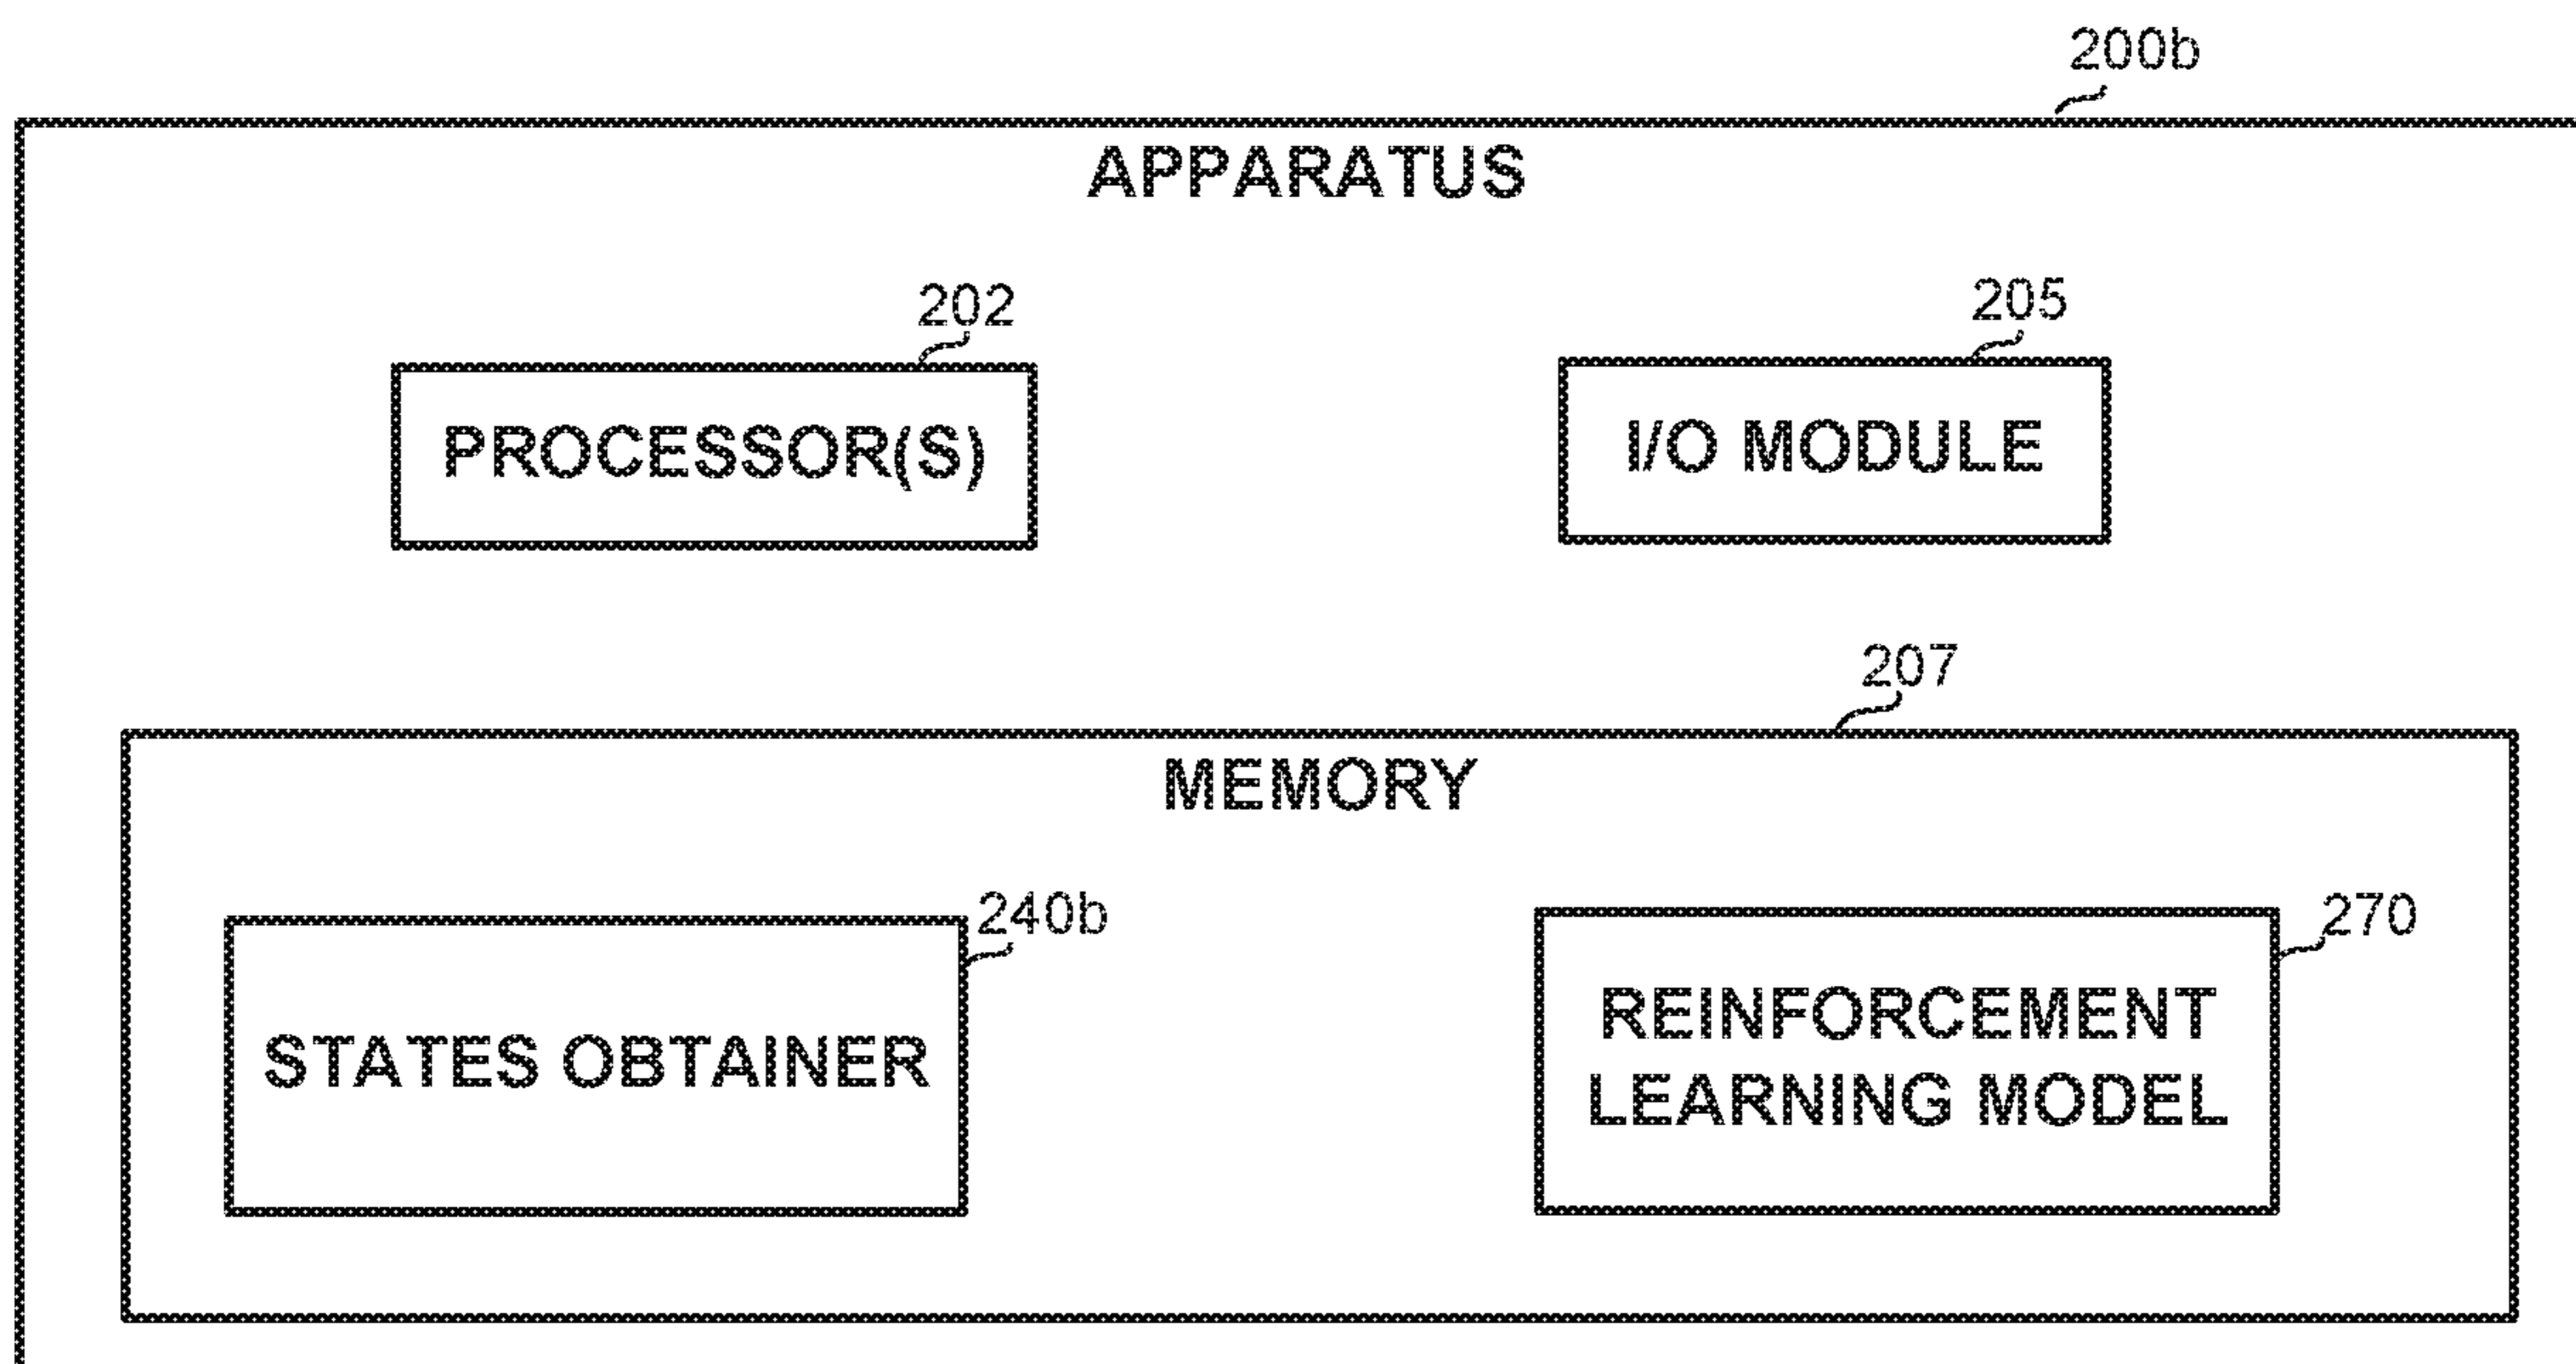 200b
APPARATUS
202
205
PROCESSOR(S)
I/O MODULE
207
MEMORY
240b
270
STATES OBTAINER
REINFORCEMENT
LEARNING MODEL